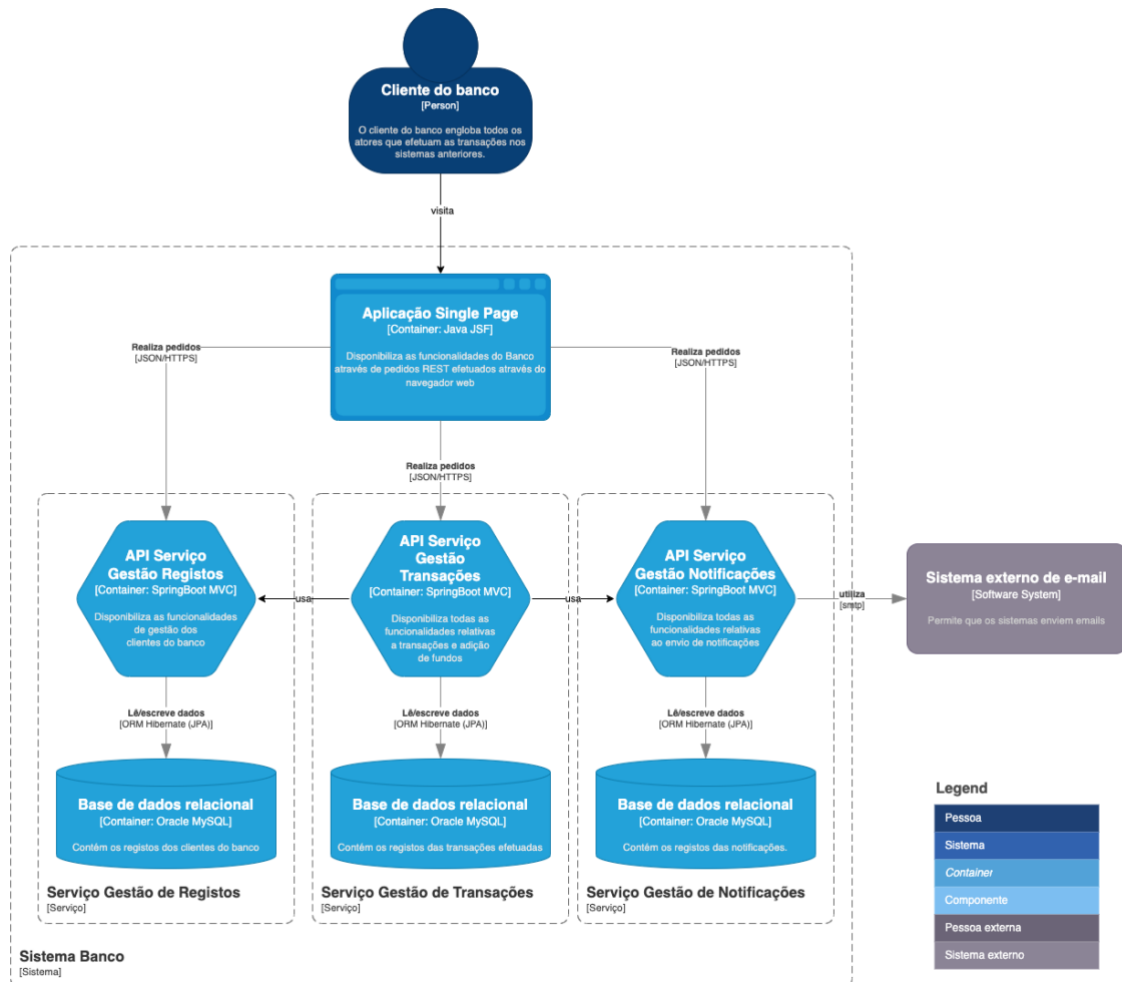 Cliente do banco
[Person]
O cliente do banco engloba todos os
atores que efetuam as transações nos
sistemas anteriores.
visita
Aplicação Single Page
[Container: Java JSF]
Disponibiliza as funcionalidades do Banco
através de pedidos REST efetuados através do
navegador web
Realiza pedidos
[JSON/HTTPS]
Realiza pedidos
[JSON/HTTPS]
Realiza pedidos
[JSON/HTTPS]
API Serviço
Gestão Registos
[Container: SpringBoot MVC]
Disponibiliza as funcionalidades
de gestão dos
clientes do banco
usa
API Serviço
Gestão
Transações
[Container: SpringBoot MVC]
Disponibiliza todas as
funcionalidades relativas
a transações e adição
de fundos
usa
API Serviço
Gestão Notificações
[Container: SpringBoot MVC]
Disponibiliza todas as
funcionalidades relativas
ao envio de notificações
utiliza
[smtp]
Sistema externo de e-mail
[Software System]
Permite que os sistemas enviem emails
Lê/escreve dados
[ORM Hibernate (JPA)]
Lê/escreve dados
[ORM Hibernate (JPA)]
Lê/escreve dados
[ORM Hibernate (JPA)]
Base de dados relacional
[Container: Oracle MySQL]
Contém os registos dos clientes do banco
Base de dados relacional
[Container: Oracle MySQL]
Contém os registos das transações efetuadas
Base de dados relacional
[Container: Oracle MySQL]
Contém os registos das notificações.
Serviço Gestão de Registos
[Serviço]
Serviço Gestão de Transações
[Serviço]
Serviço Gestão de Notificações
[Serviço]
Sistema Banco
[Sistema]
Legend
Pessoa
Sistema
Container
Componente
Pessoa externa
Sistema externo